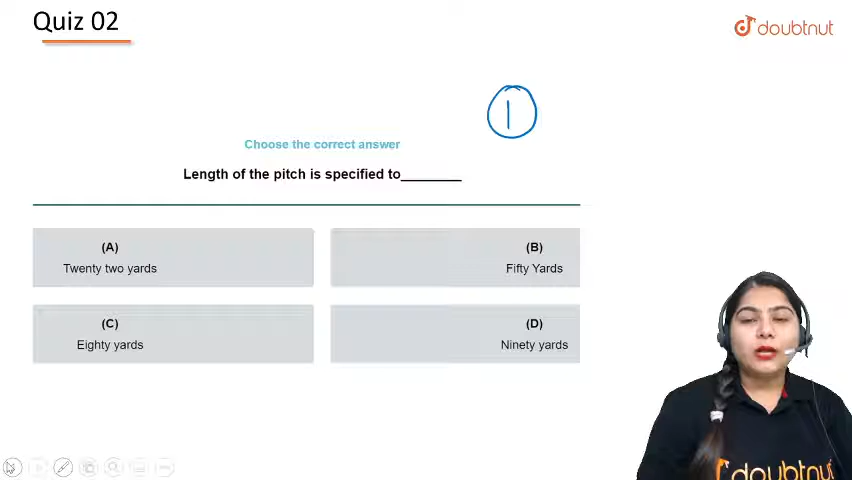 Quiz 02
doubtnut
1
Choose the correct answer
Length of the pitch is specified to________
(A)
Twenty two yards
(B)
Fifty Yards
(C)
Eighty yards
(D)
Ninety yards
doubtnut